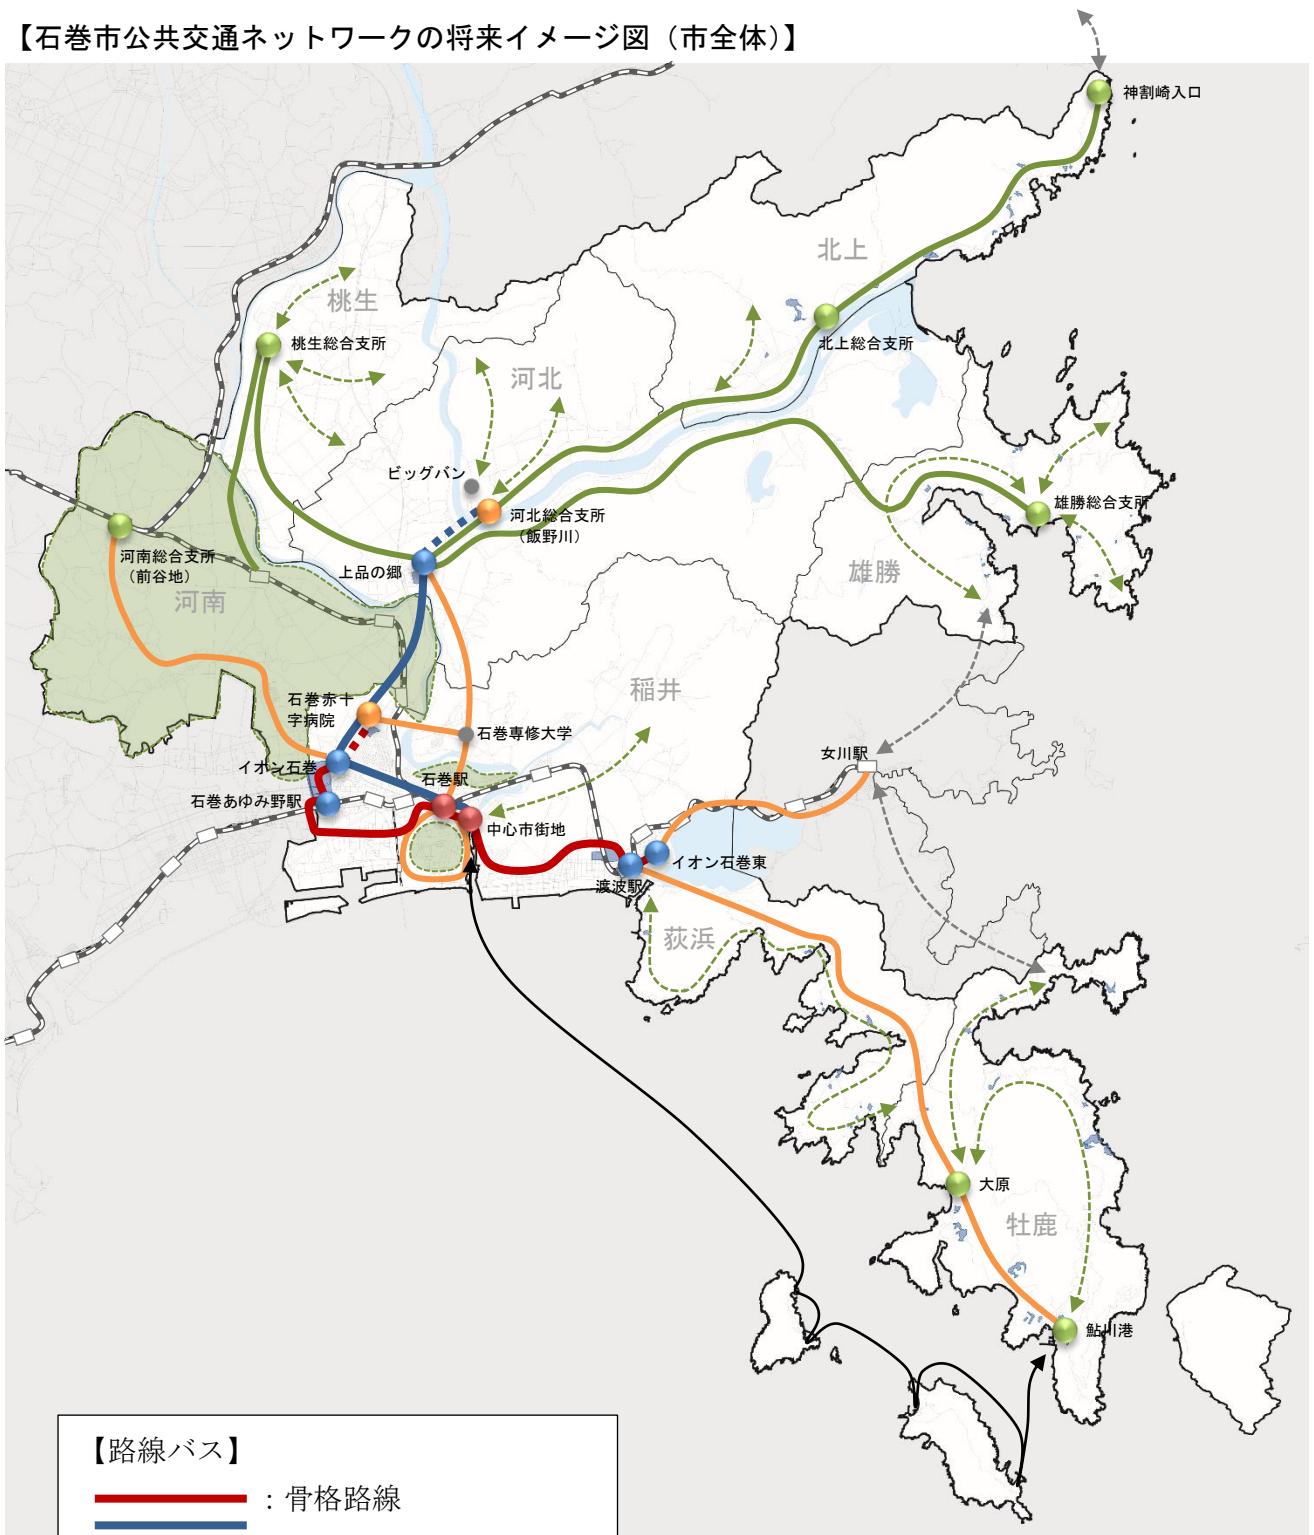 【石巻市公共交通ネットワークの将来イメージ図（市全体）】
神割崎入口
北上
桃生
桃生総合支所
北上総合支所
河北
ビッグバン
河北総合支所
（飯野川）
雄勝総合支所
河南総合支所
（前谷地）
上品の郷
雄勝
河南
稲井
石巻赤十
字病院
石巻専修大学
女川駅
イオン石巻
石巻駅
石巻あゆみ野駅
中心市街地
イオン石巻東
渡波駅
荻浜
大原
牡鹿
鮎川港
【路線バス】
：骨格路線